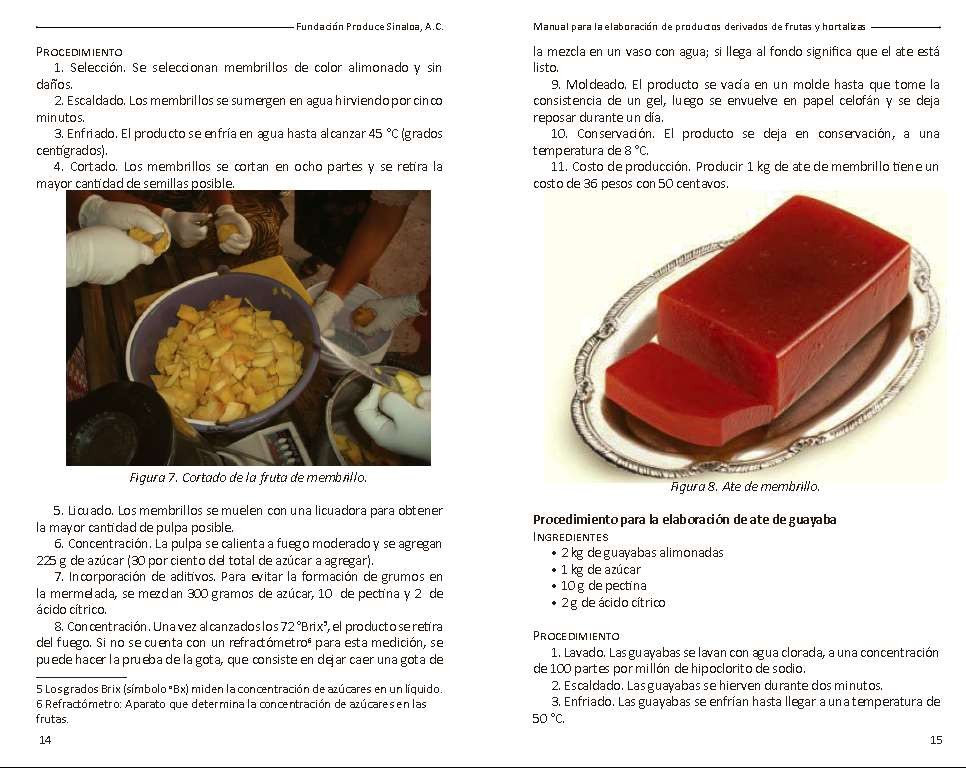 Fundación Produce Sinaloa, A.C.
PROCEDIMIENTO
1. Selección. Se seleccionan membrillos de color alimonado y sin
daños.
2. Escaldado. Los membrillos se sumergen en agua hirviendo por cinco
minutos.
3. Enfriado. El producto se enfría en agua hasta alcanzar 45 °C (grados
centígrados).
4. Cortado. Los membrillos se cortan en ocho partes y se retira la
mayor cantidad de semillas posible.
Figura 7. Cortado de la fruta de membrillo.
5. Licuado. Los membrillos se muelen con una licuadora para obtener
la mayor cantidad de pulpa posible.
6. Concentración. La pulpa se calienta a fuego moderado y se agregan
225 g de azúcar (30 por ciento del total de azúcar a agregar).
7. Incorporación de aditivos. Para evitar la formación de grumos en
la mermelada, se mezclan 300 gramos de azúcar, 10 de pectina y 2 de
ácido cítrico.
8. Concentración. Una vez alcanzados los 72 °Brix⁵, el producto se retira
del fuego. Si no se cuenta con un refractómetro⁶ para esta medición, se
puede hacer la prueba de la gota, que consiste en dejar caer una gota de
5 Los grados Brix (símbolo °Bx) miden la concentración de azúcares en un líquido.
6 Refractómetro: Aparato que determina la concentración de azúcares en las
frutas.
14
Manual para la elaboración de productos derivados de frutas y hortalizas
la mezcla en un vaso con agua; si llega al fondo significa que el ate está
listo.
9. Moldeado. El producto se vacía en un molde hasta que tome la
consistencia de un gel, luego se envuelve en papel celofán y se deja
reposar durante un día.
10. Conservación. El producto se deja en conservación, a una
temperatura de 8 °C.
11. Costo de producción. Producir 1 kg de ate de membrillo tiene un
costo de 36 pesos con 50 centavos.
Figura 8. Ate de membrillo.
Procedimiento para la elaboración de ate de guayaba
INGREDIENTES
• 2 kg de guayabas alimonadas
• 1 kg de azúcar
• 10 g de pectina
• 2 g de ácido cítrico
PROCEDIMIENTO
1. Lavado. Las guayabas se lavan con agua clorada, a una concentración
de 100 partes por millón de hipoclorito de sodio.
2. Escaldado. Las guayabas se hierven durante dos minutos.
3. Enfriado. Las guayabas se enfrían hasta llegar a una temperatura de
50 °C.
15